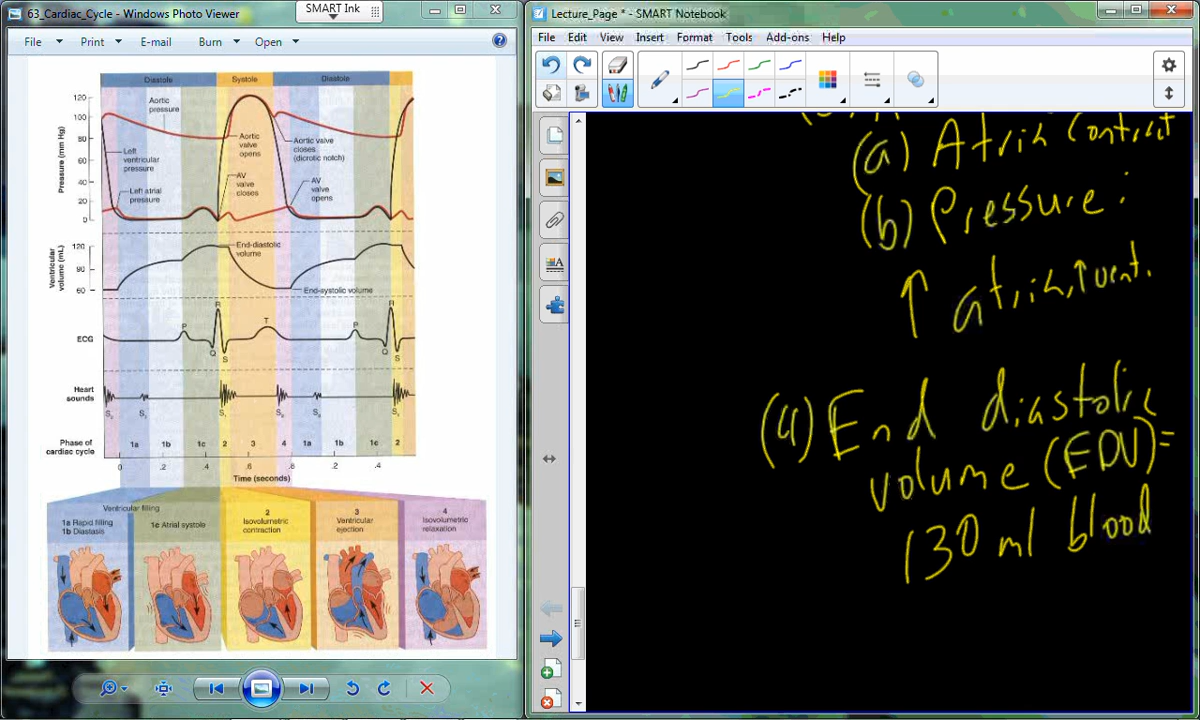 63_Cardiac_Cycle - Windows Photo Viewer
SMART Ink
File Print E-mail Burn Open
Diastole Systole Diastole
Pressure (mm Hg)
120
100
80
60
40
20
0
Aortic
pressure
Left
ventricular
pressure
Left atrial
pressure
Aortic
valve
opens
AV
valve
closes
Aortic valve
closes
(dicrotic notch)
AV
valve
opens
Ventricular
volume (mL)
120
90
60
End-diastolic
volume
End-systolic volume
ECG
P R Q S T P R Q S
Heart
sounds
S₂ S₃ S₁ S₂ S₃ S₁
Phase of
cardiac cycle
1a 1b 1c 2 3 4 1a 1b 1c 2
0 .2 .4 .6 .8 .2 .4
Time (seconds)
Ventricular filling
1a Rapid filling
1b Diastasis
1c Atrial systole
2
Isovolumetric
contraction
3
Ventricular
ejection
4
Isovolumetric
relaxation
Lecture_Page * - SMART Notebook
File Edit View Insert Format Tools Add-ons Help
(a) Atria Contract
(b) Pressure:
↑ atria, ↑ vent.
(4) End diastolic
volume (EDV)=
130 ml blood